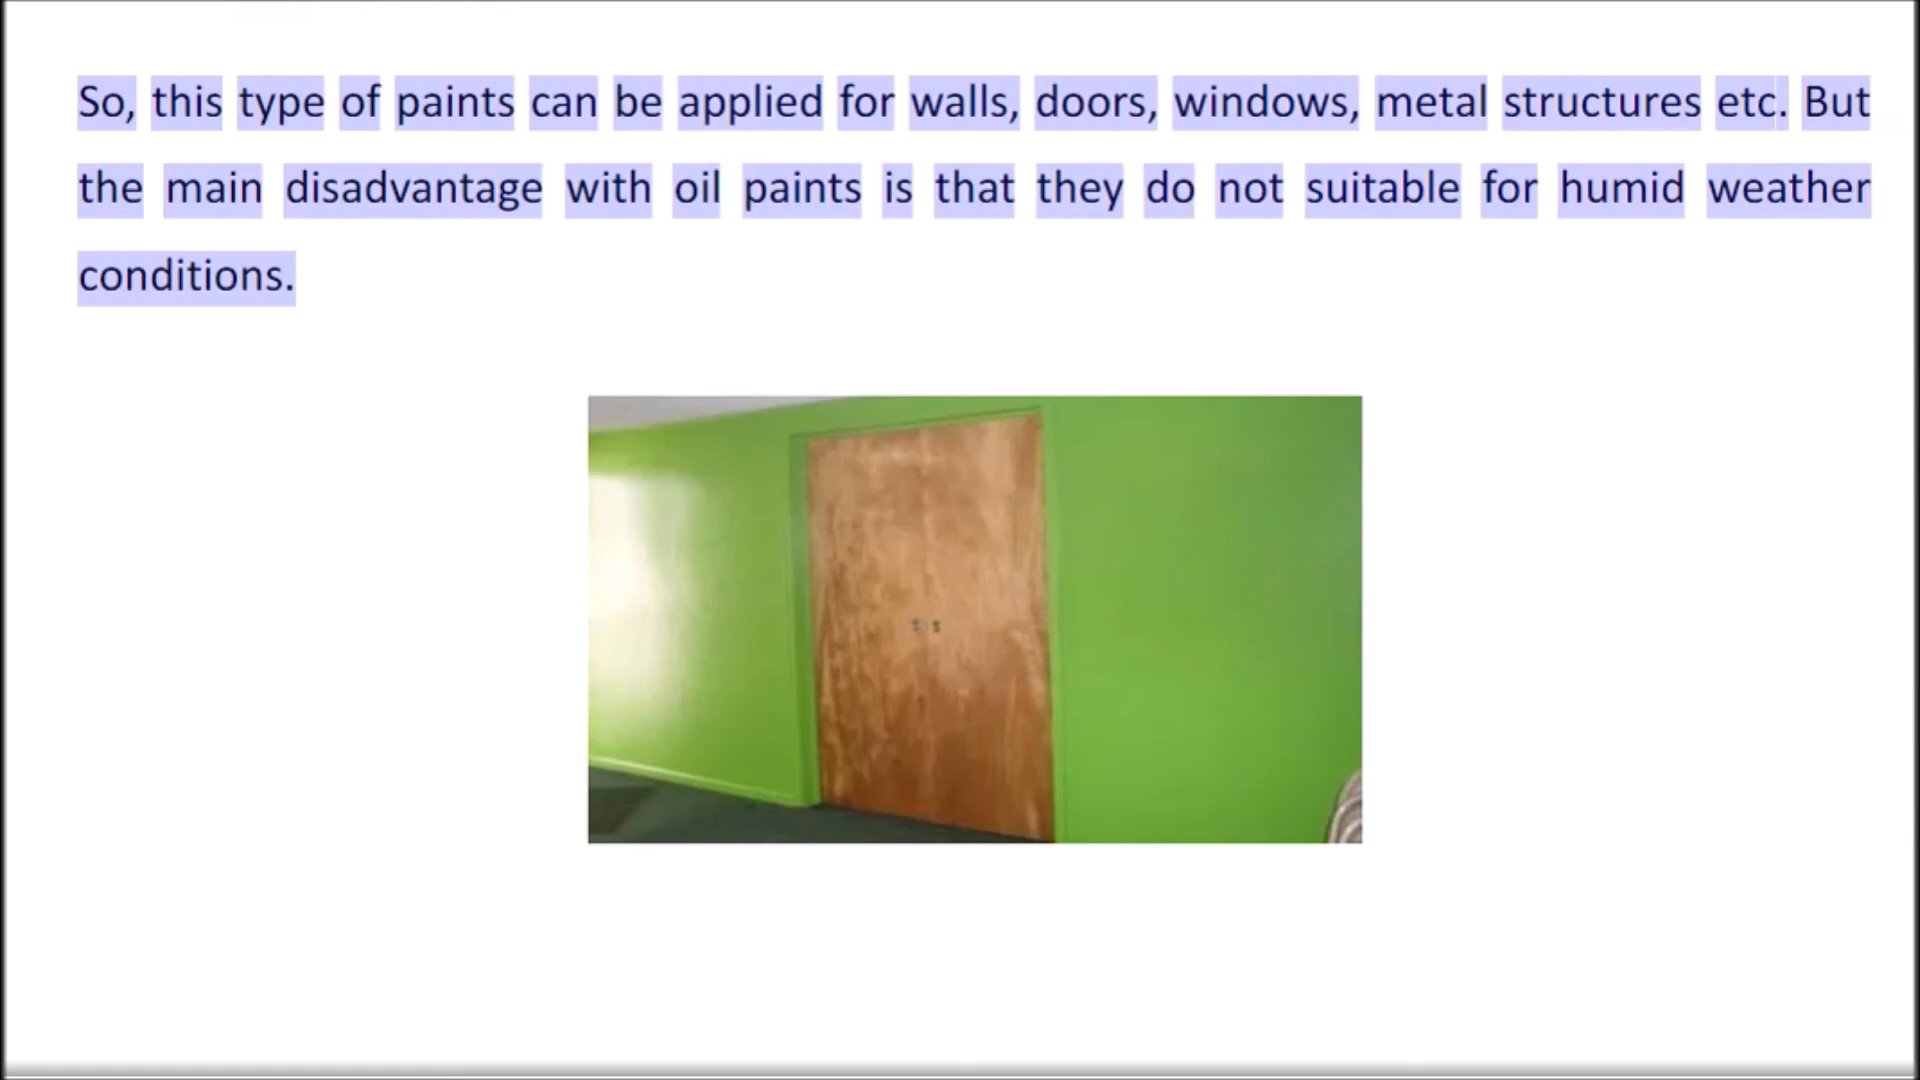 So, this type of paints can be applied for walls, doors, windows, metal structures etc. But
the main disadvantage with oil paints is that they do not suitable for humid weather
conditions.